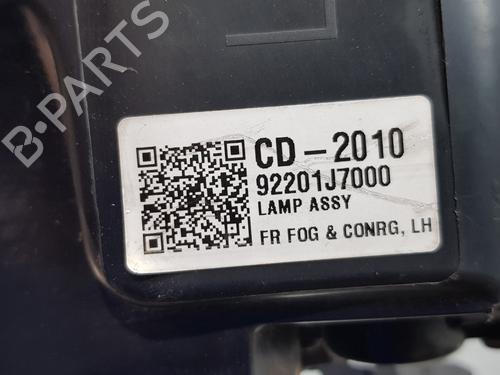 B-PARTS
CD-2010
92201J7000
LAMP ASSY
FR FOG & CONRG, LH